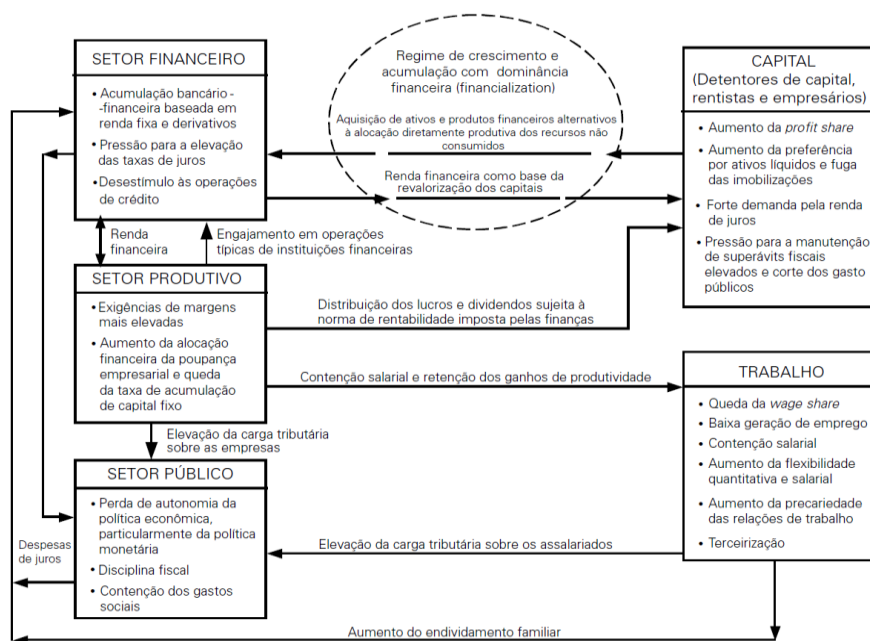 SETOR FINANCEIRO
• Acumulação bancário -
-financeira baseada em
renda fixa e derivativos
• Pressão para a elevação
das taxas de juros
• Desestímulo às operações
de crédito
Regime de crescimento e
acumulação com dominância
financeira (financialization)
Aquisição de ativos e produtos financeiros alternativos
à alocação diretamente produtiva dos recursos não
consumidos
Renda financeira como base da
revalorização dos capitais
CAPITAL
(Detentores de capital,
rentistas e empresários)
• Aumento da profit share
• Aumento da preferência
por ativos líquidos e fuga
das imobilizações
• Forte demanda pela renda
de juros
• Pressão para a manutenção
de superávits fiscais
elevados e corte dos gasto
públicos
Renda
financeira
Engajamento em operações
típicas de instituições financeiras
SETOR PRODUTIVO
• Exigências de margens
mais elevadas
• Aumento da alocação
financeira da poupança
empresarial e queda
da taxa de acumulação
de capital fixo
Distribuição dos lucros e dividendos sujeita à
norma de rentabilidade imposta pelas finanças
Contenção salarial e retenção dos ganhos de produtividade
TRABALHO
• Queda da wage share
• Baixa geração de emprego
• Contenção salarial
• Aumento da flexibilidade
quantitativa e salarial
• Aumento da precariedade
das relações de trabalho
• Terceirização
Elevação da carga tributária
sobre as empresas
SETOR PÚBLICO
• Perda de autonomia da
política econômica,
particularmente da política
monetária
• Disciplina fiscal
• Contenção dos gastos
sociais
Despesas
de juros
Elevação da carga tributária sobre os assalariados
Aumento do endividamento familiar